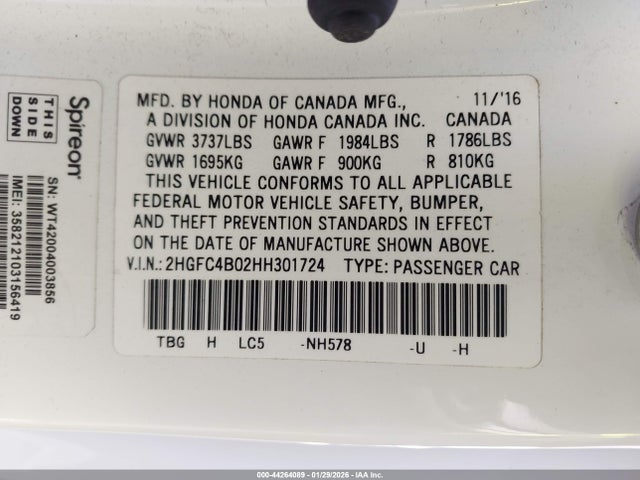 MFD. BY HONDA OF CANADA MFG., 11/'16
A DIVISION OF HONDA CANADA INC. CANADA
GVWR 3737LBS GAWR F 1984LBS R 1786LBS
GVWR 1695KG GAWR F 900KG R 810KG
THIS VEHICLE CONFORMS TO ALL APPLICABLE
FEDERAL MOTOR VEHICLE SAFETY, BUMPER,
AND THEFT PREVENTION STANDARDS IN EFFECT
ON THE DATE OF MANUFACTURE SHOWN ABOVE.
V.I.N.: 2HGFC4B02HH301724 TYPE: PASSENGER CAR
TBG H LC5 -NH578 -U -H
Spireon®
THIS
SIDE
DOWN
SN: WT42004003856
IMEI: 358212103156419
000-44264089 - 01/29/2026 - IAA Inc.